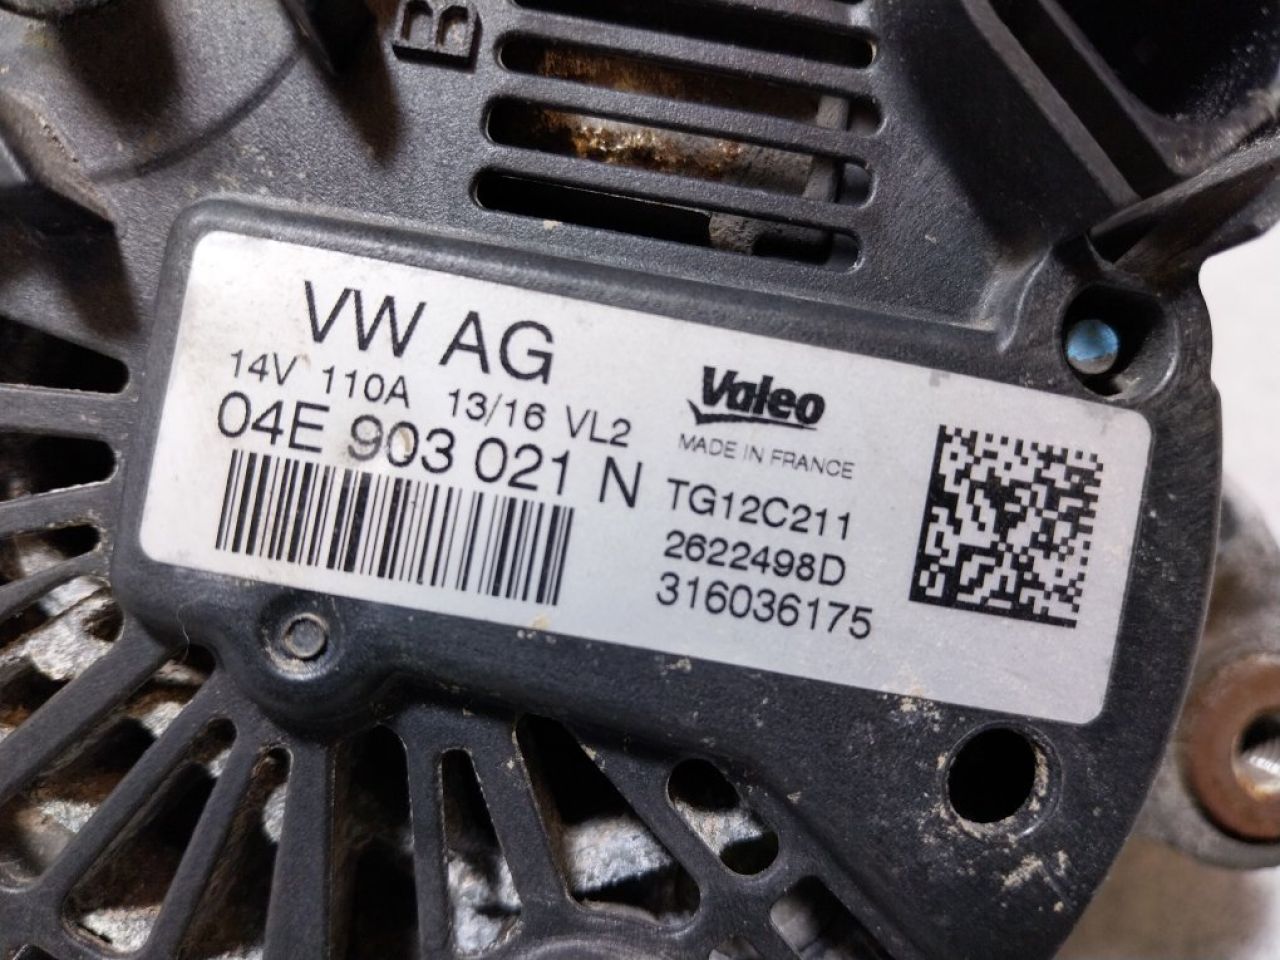 B
VW AG
14V 110A 13/16 VL2
04E 903 021 N
Valeo
MADE IN FRANCE
TG12C211
2622498D
316036175